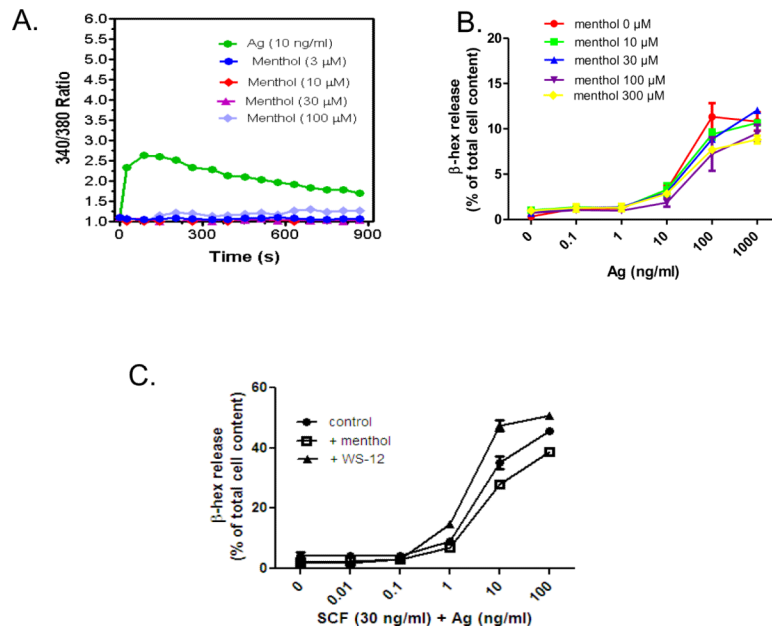 A.
6.0
5.5
5.0
4.5
4.0
3.5
3.0
2.5
2.0
1.5
1.0
340/380 Ratio
Ag (10 ng/ml)
Menthol (3 µM)
Menthol (10 µM)
Menthol (30 µM)
Menthol (100 µM)
0 300 600 900
Time (s)
B.
menthol 0 µM
menthol 10 µM
menthol 30 µM
menthol 100 µM
menthol 300 µM
20
15
10
5
0
β-hex release
(% of total cell content)
0 0.1 1 10 100 1000
Ag (ng/ml)
C.
60
40
20
0
β-hex release
(% of total cell content)
control
+ menthol
+ WS-12
0 0.01 0.1 1 10 100
SCF (30 ng/ml) + Ag (ng/ml)